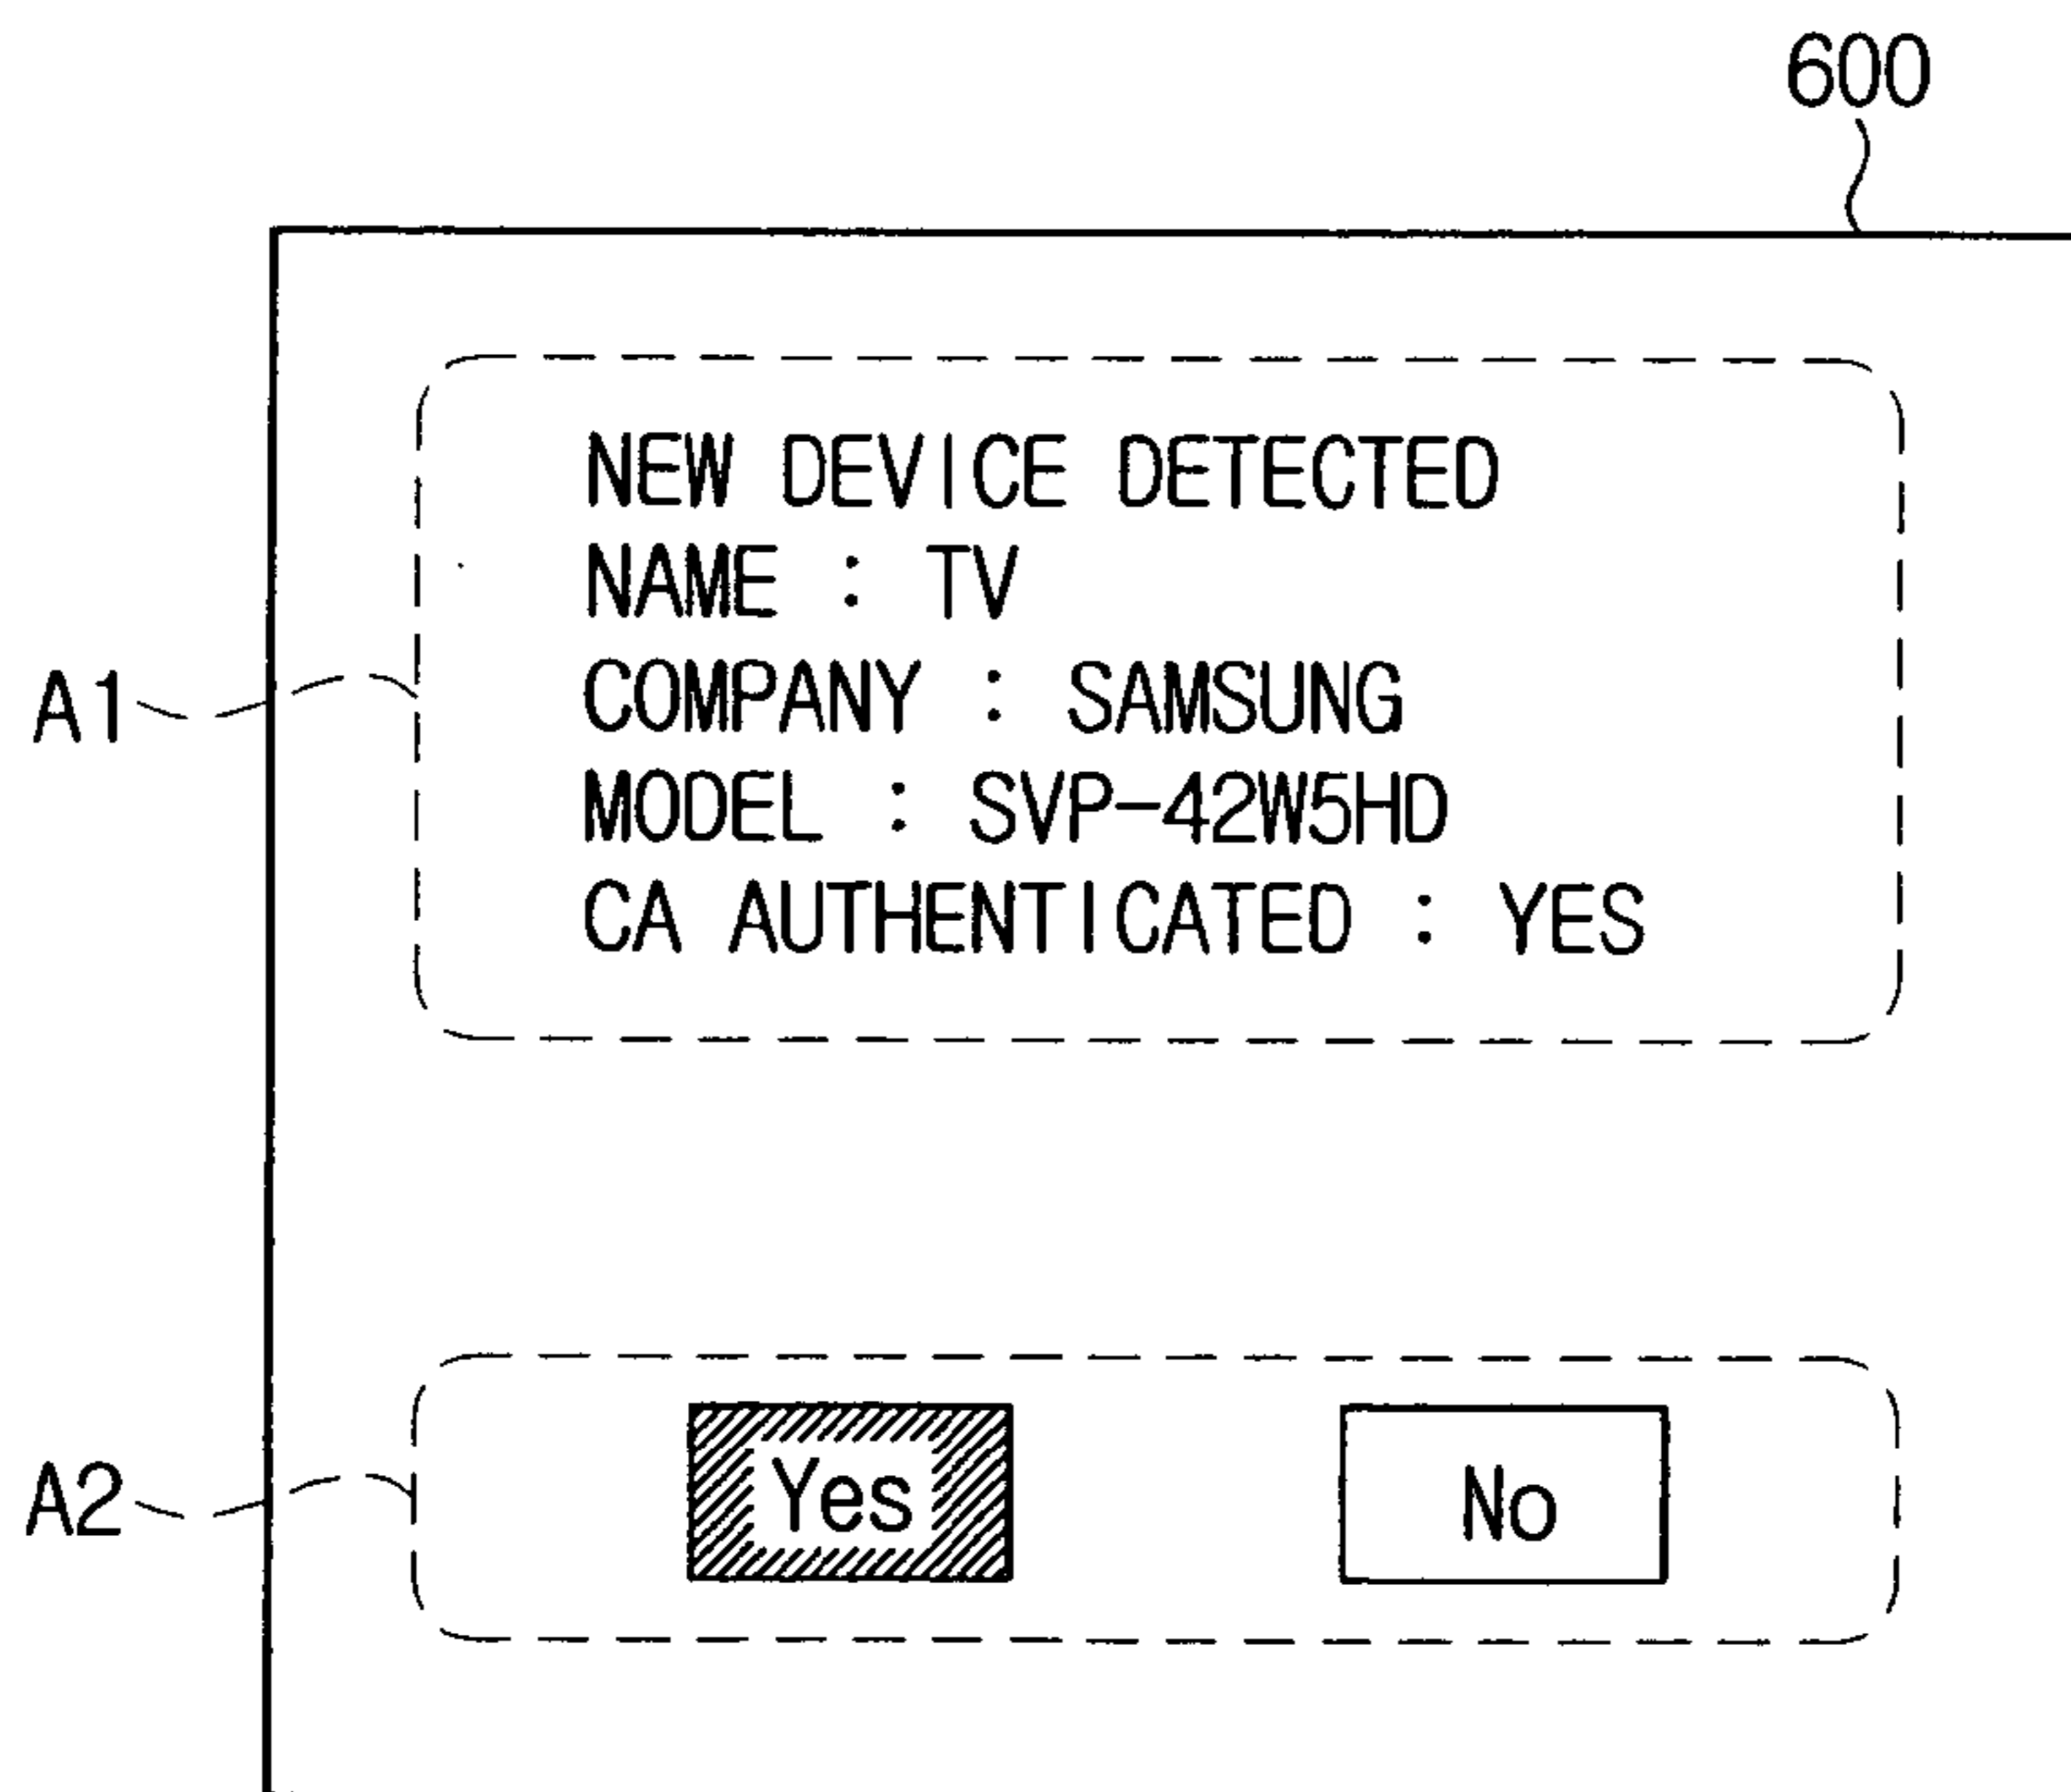 600
NEW DEVICE DETECTED
NAME : TV
A1
COMPANY : SAMSUNG
MODEL : SVP-42W5HD
CA AUTHENTICATED : YES
A2
Yes
No